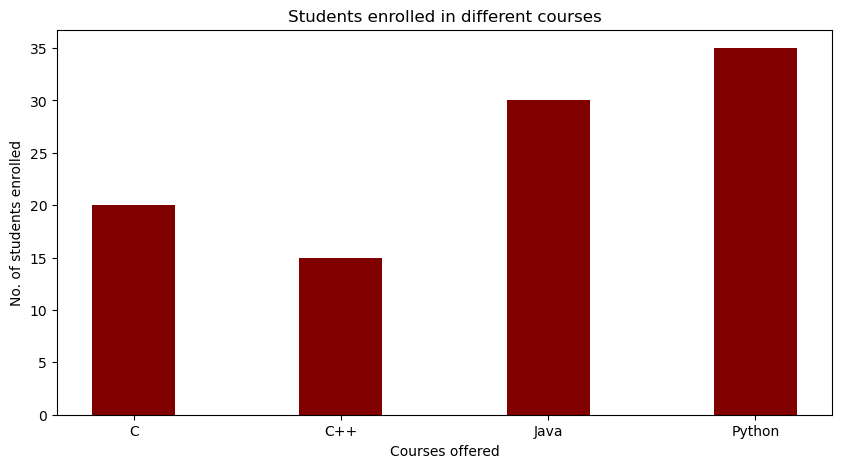 Students enrolled in different courses
No. of students enrolled
35
30
25
20
15
10
5
0
C
C++
Java
Python
Courses offered